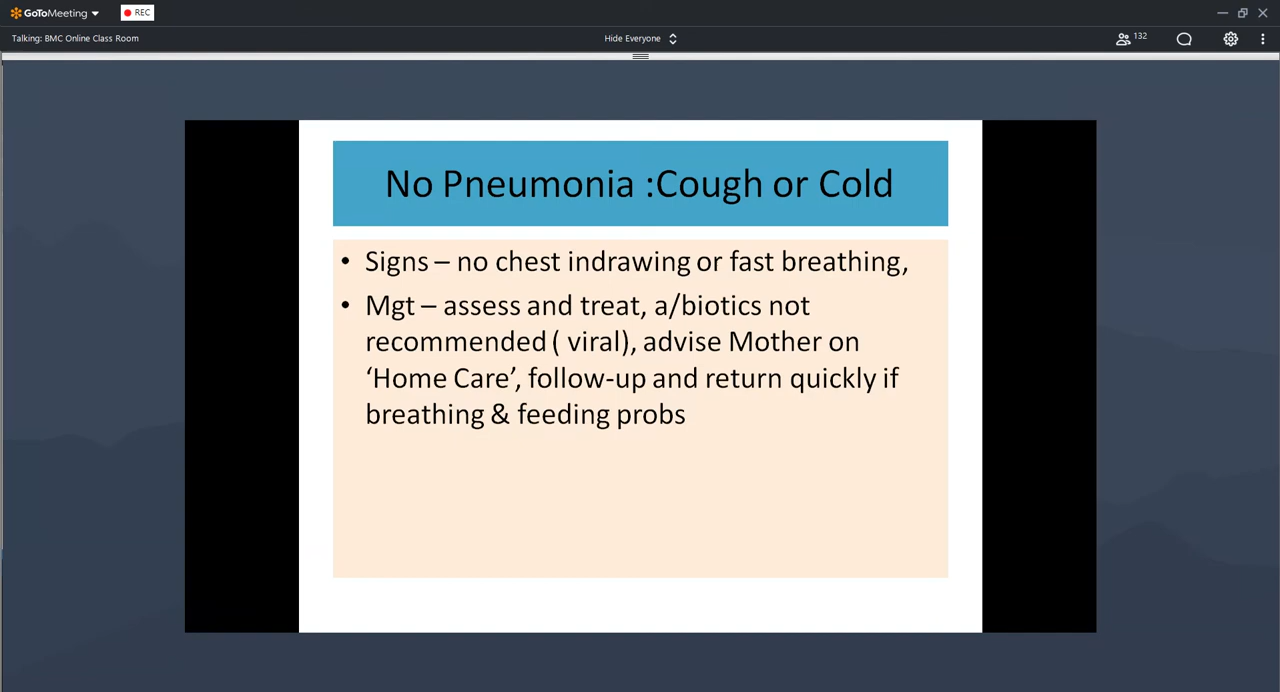 GoToMeeting
REC
Talking: BMC Online Class Room
Hide Everyone
132
No Pneumonia :Cough or Cold
• Signs – no chest indrawing or fast breathing,
• Mgt – assess and treat, a/biotics not
recommended ( viral), advise Mother on
‘Home Care’, follow-up and return quickly if
breathing & feeding probs